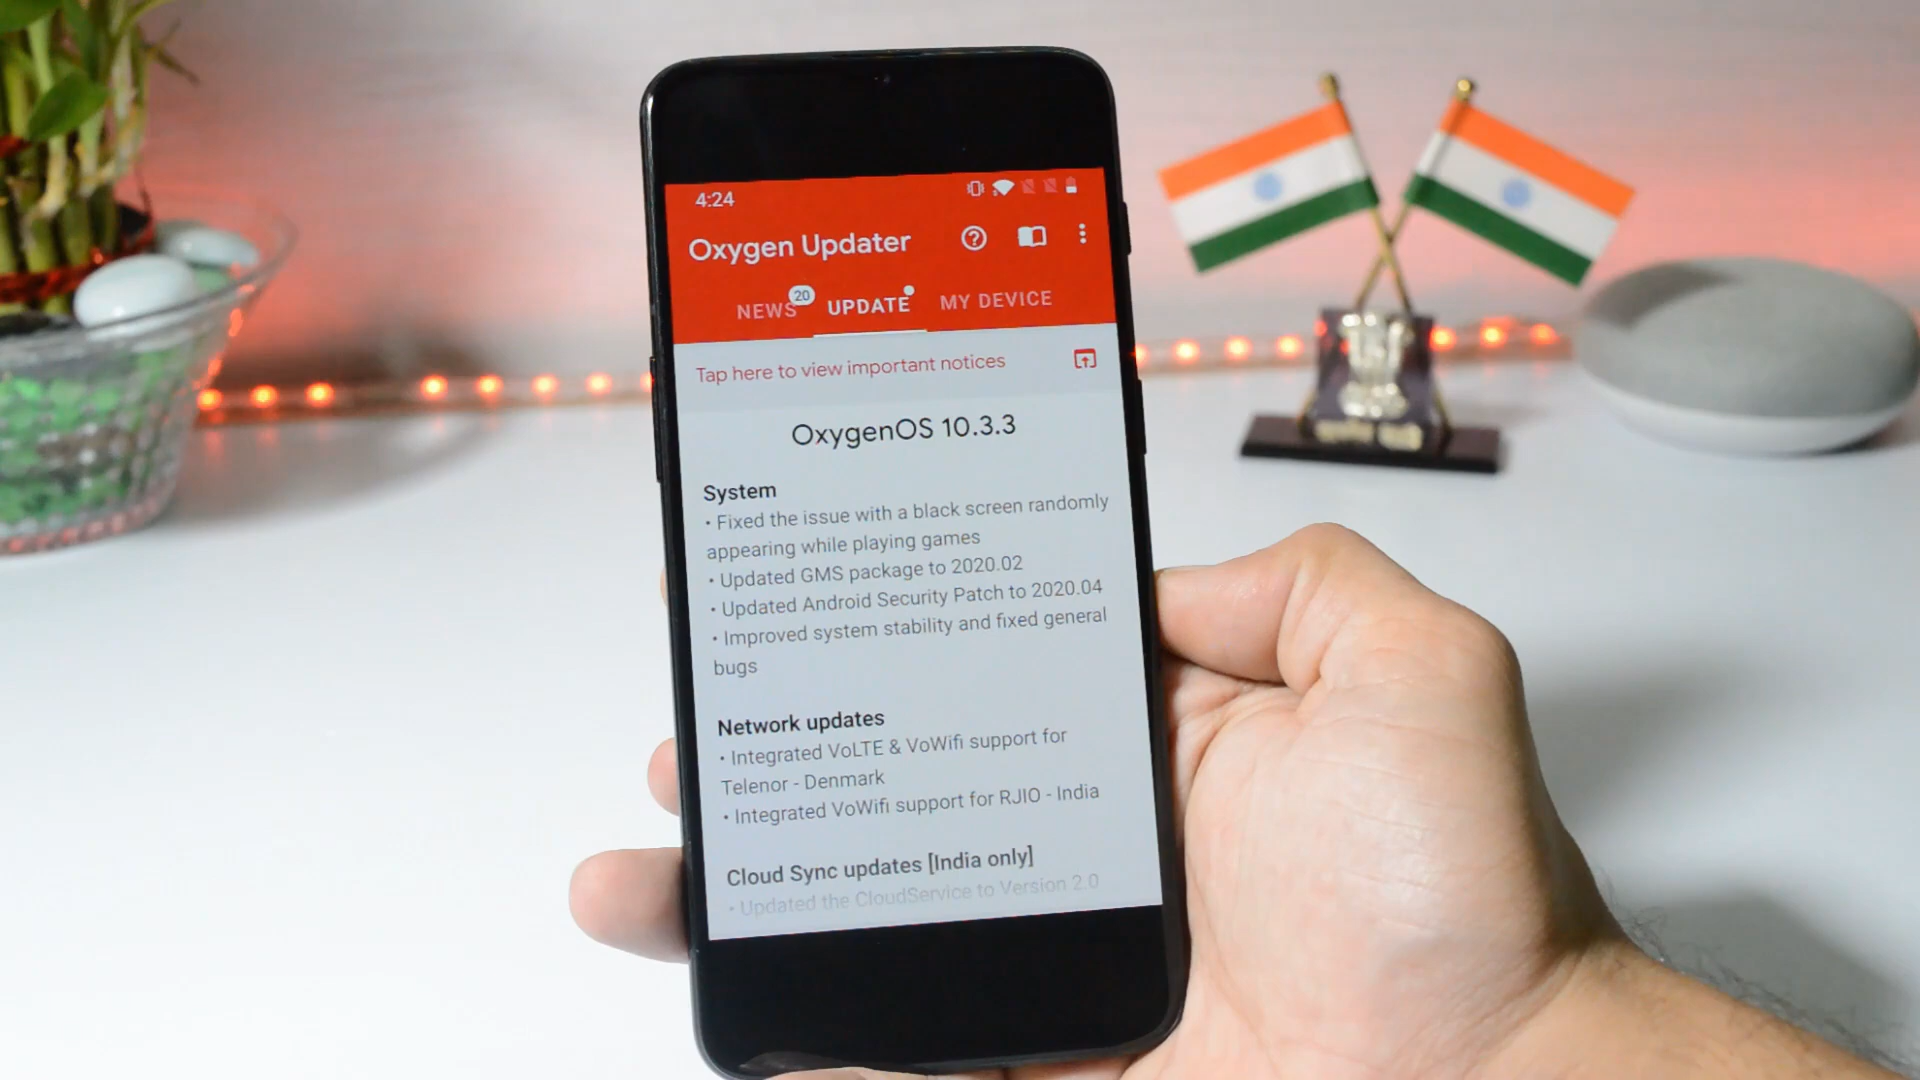 4:24
Oxygen Updater
NEWS 20 UPDATE MY DEVICE
Tap here to view important notices
OxygenOS 10.3.3
System
• Fixed the issue with a black screen randomly
appearing while playing games
• Updated GMS package to 2020.02
• Updated Android Security Patch to 2020.04
• Improved system stability and fixed general
bugs
Network updates
• Integrated VoLTE & VoWifi support for
Telenor - Denmark
• Integrated VoWifi support for RJIO - India
Cloud Sync updates [India only]
• Updated the CloudService to Version 2.0